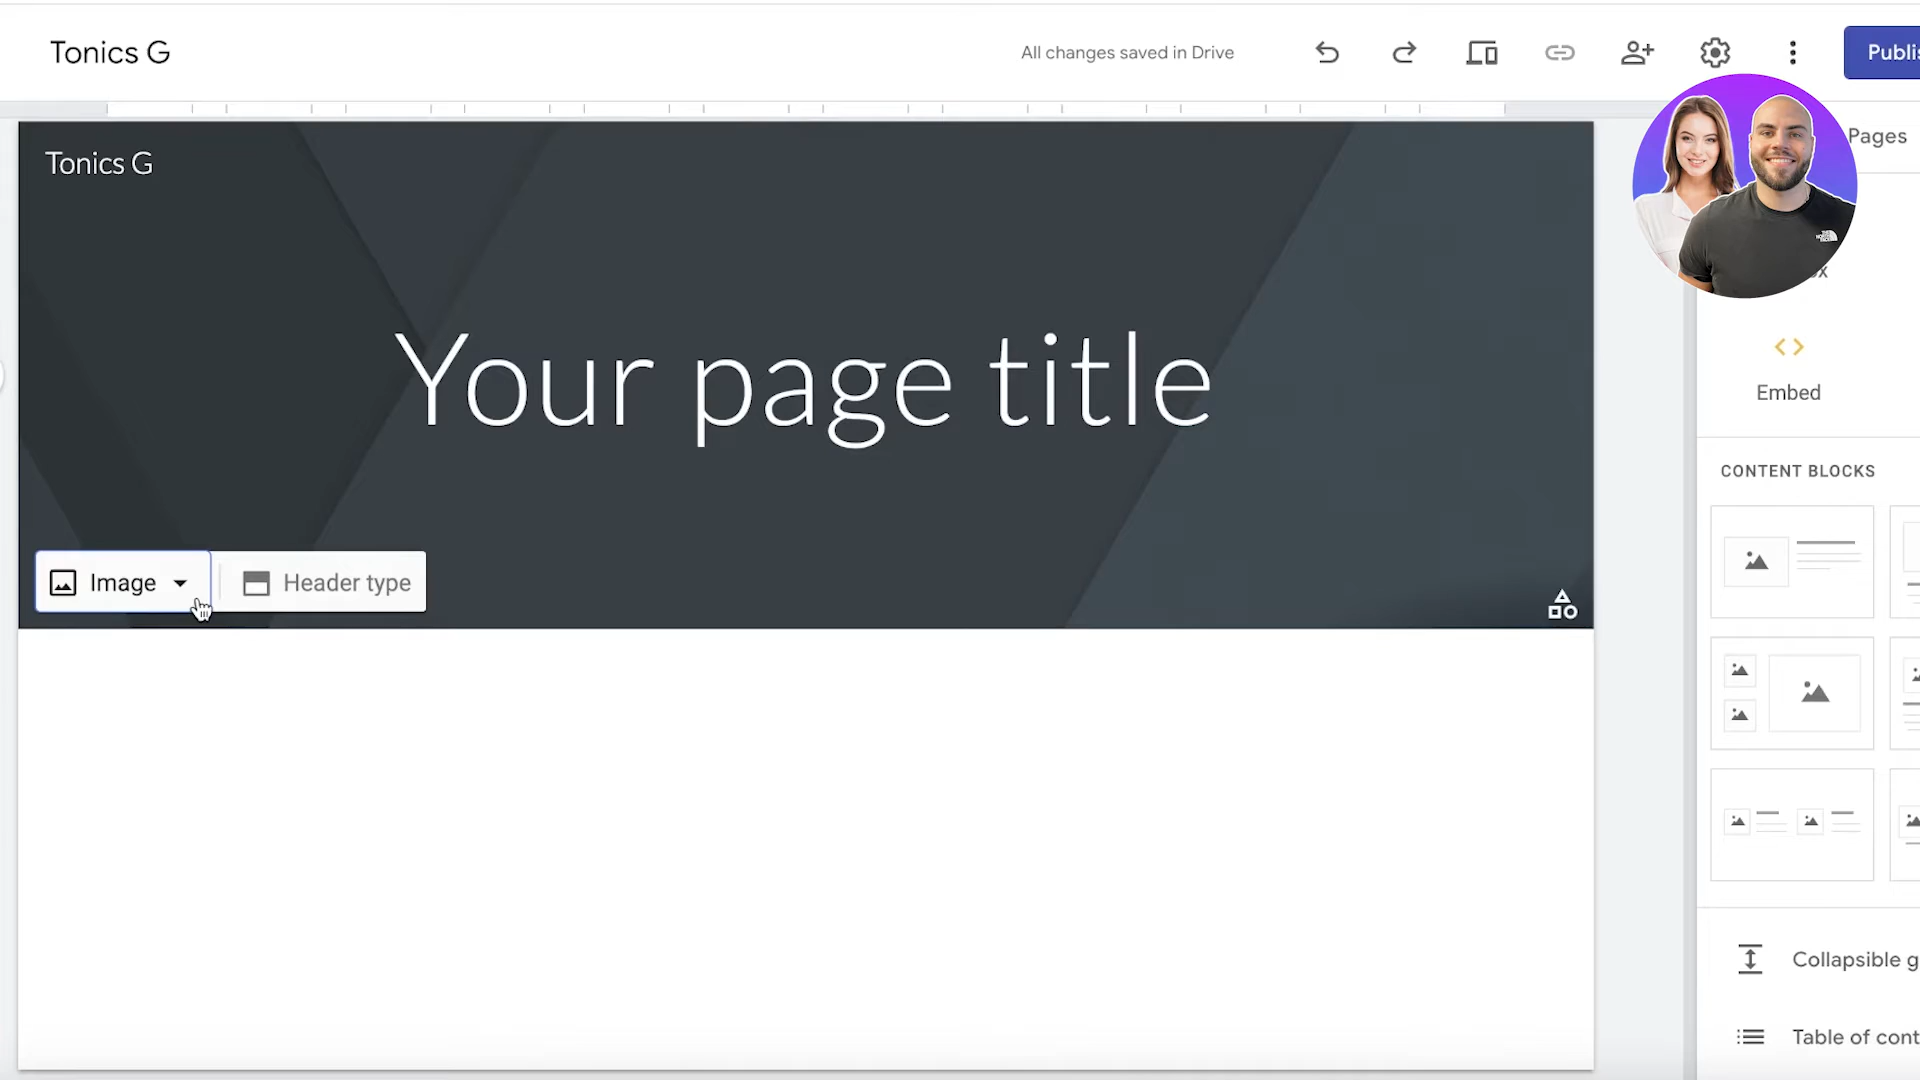 Tonics G
All changes saved in Drive
Publis
Pages
Tonics G
Your page title
Embed
CONTENT BLOCKS
Image
Header type
Collapsible g
Table of cont